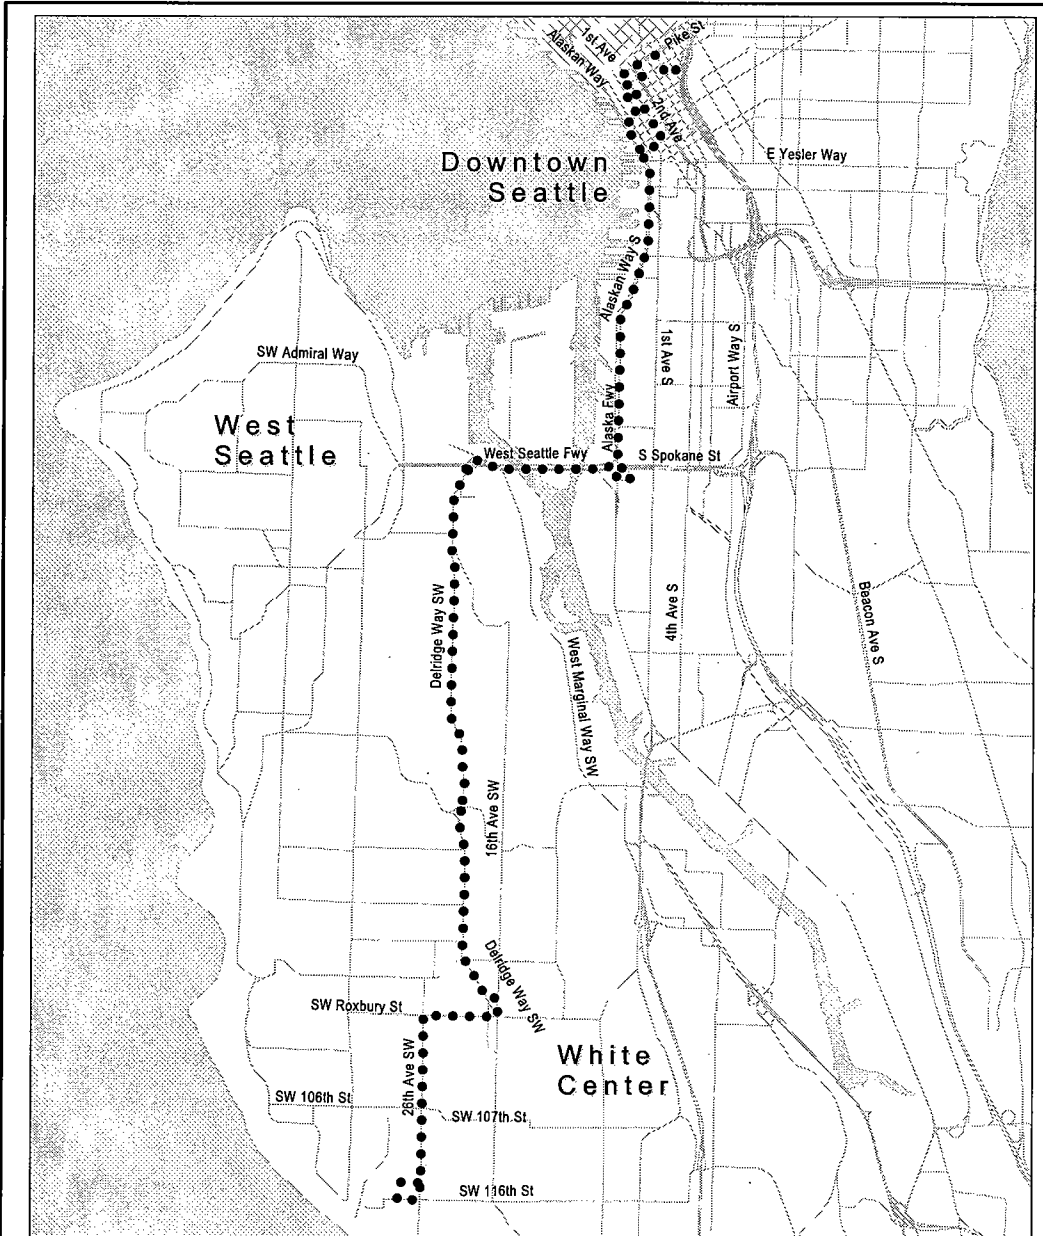 1st Ave
Pike St
Alaskan Way
2nd Ave
E Yesler Way
Downtown
Seattle
Alaskan Way S
SW Admiral Way
1st Ave S
Airport Way S
West
Seattle
Alaska Fwy
West Seattle Fwy
S Spokane St
Delridge Way SW
4th Ave S
Beacon Ave S
West Marginal Way SW
16th Ave SW
Delridge Way SW
SW Roxbury St
White
Center
26th Ave SW
SW 106th St
SW 107th St
SW 116th St